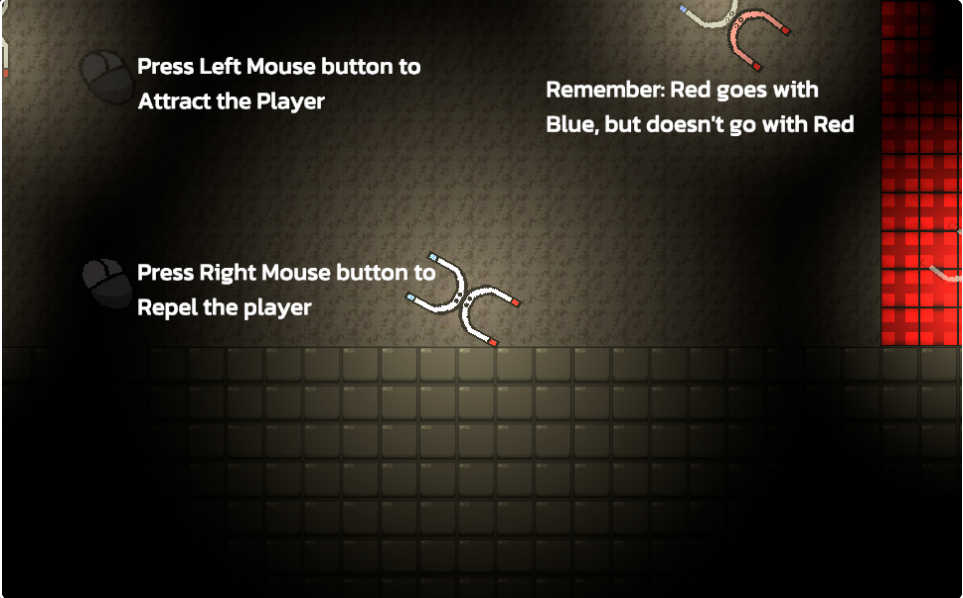 Press Left Mouse button to
Attract the Player
Remember: Red goes with
Blue, but doesn't go with Red
Press Right Mouse button to
Repel the player